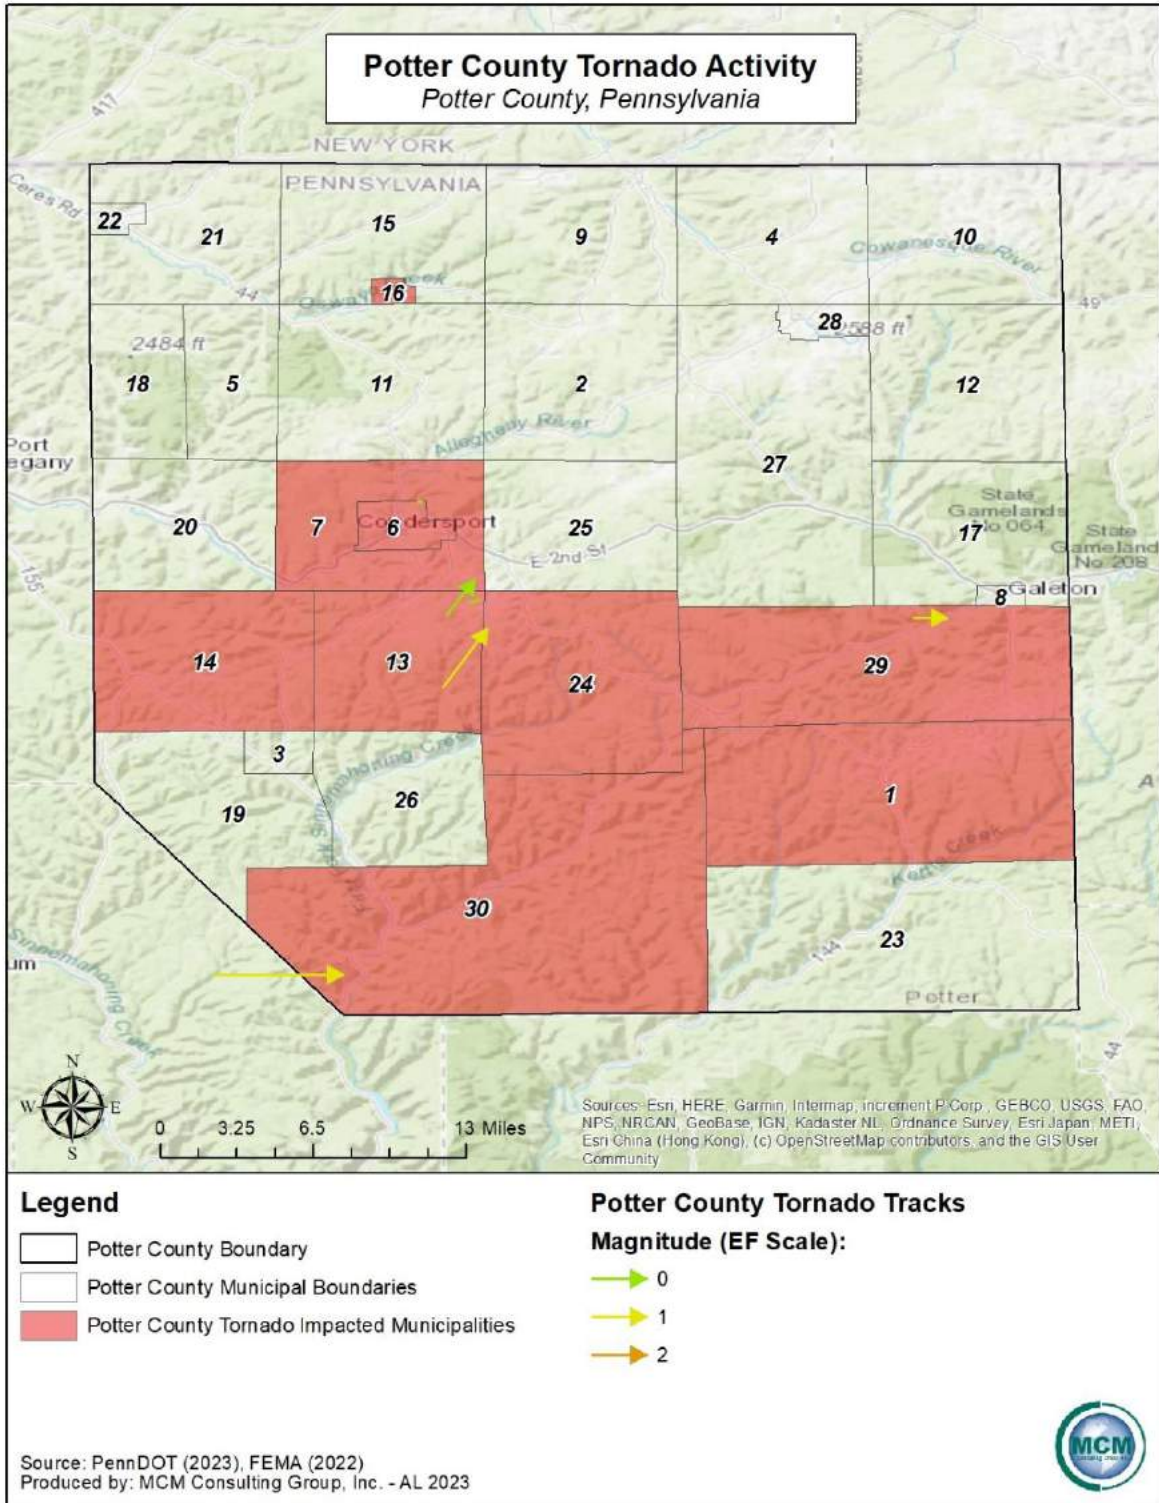 Potter County Tornado Activity
Potter County, Pennsylvania
417
NEW YORK
PENNSYLVANIA
Ceres Rd
22
21
15
9
4
10
Cowanesque River
44
16
49
28
2588 ft
2484 ft
18
5
11
2
12
Allegheny River
Port
egany
27
State
Gamelands
No 064
20
7
6
Coudersport
25
17
State
Gameland
No 208
E 2nd St
155
8
Galeton
14
13
24
29
3
Sinnemahoning Creek
26
19
1
A
Kettle Creek
30
23
144
um
Sinnemahoning Creek
Potter
44
N
W
E
S
0 3.25 6.5 13 Miles
Sources: Esri, HERE, Garmin, Intermap, increment P Corp., GEBCO, USGS, FAO,
NPS, NRCAN, GeoBase, IGN, Kadaster NL, Ordnance Survey, Esri Japan, METI,
Esri China (Hong Kong), (c) OpenStreetMap contributors, and the GIS User
Community
Legend
Potter County Boundary
Potter County Municipal Boundaries
Potter County Tornado Impacted Municipalities
Potter County Tornado Tracks
Magnitude (EF Scale):
0
1
2
Source: PennDOT (2023), FEMA (2022)
Produced by: MCM Consulting Group, Inc. - AL 2023
MCM